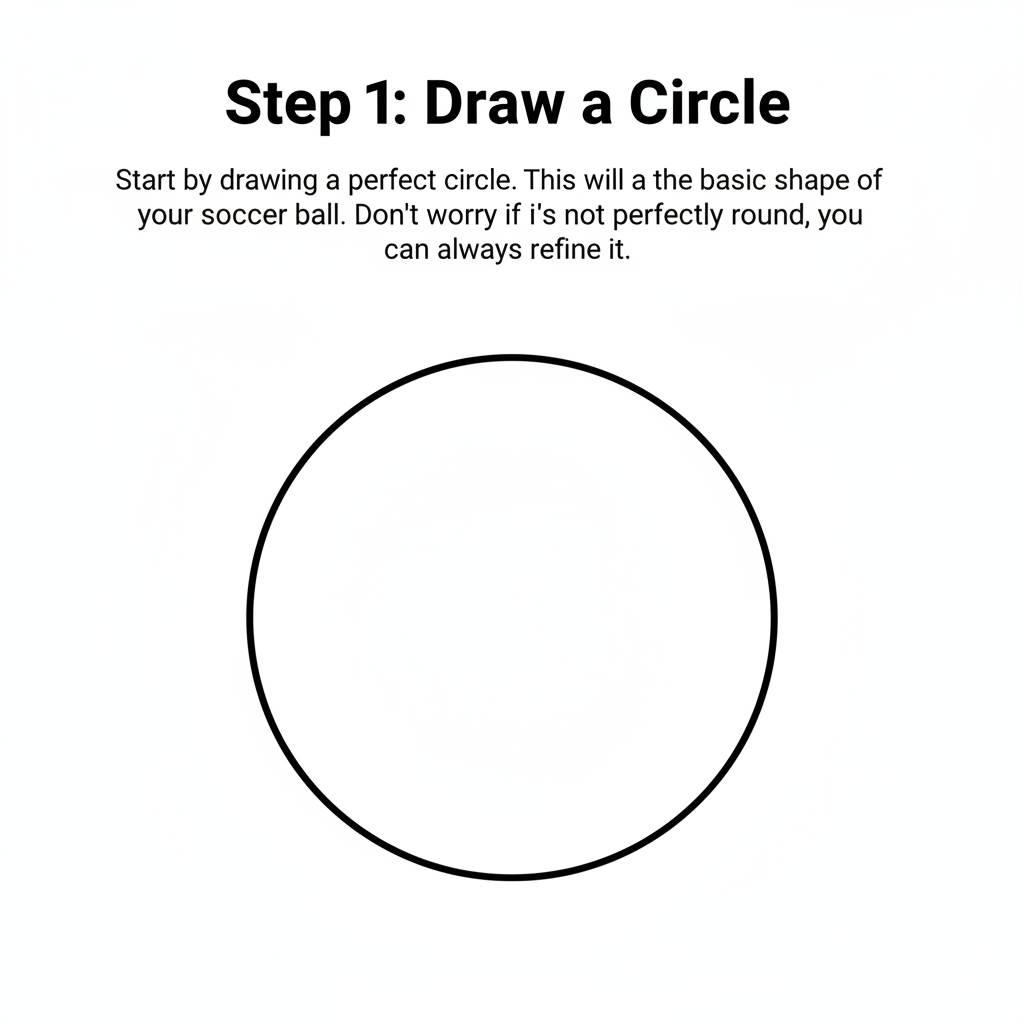 Step 1: Draw a Circle
Start by drawing a perfect circle. This will a the basic shape of
your soccer ball. Don't worry if i's not perfectly round, you
can always refine it.